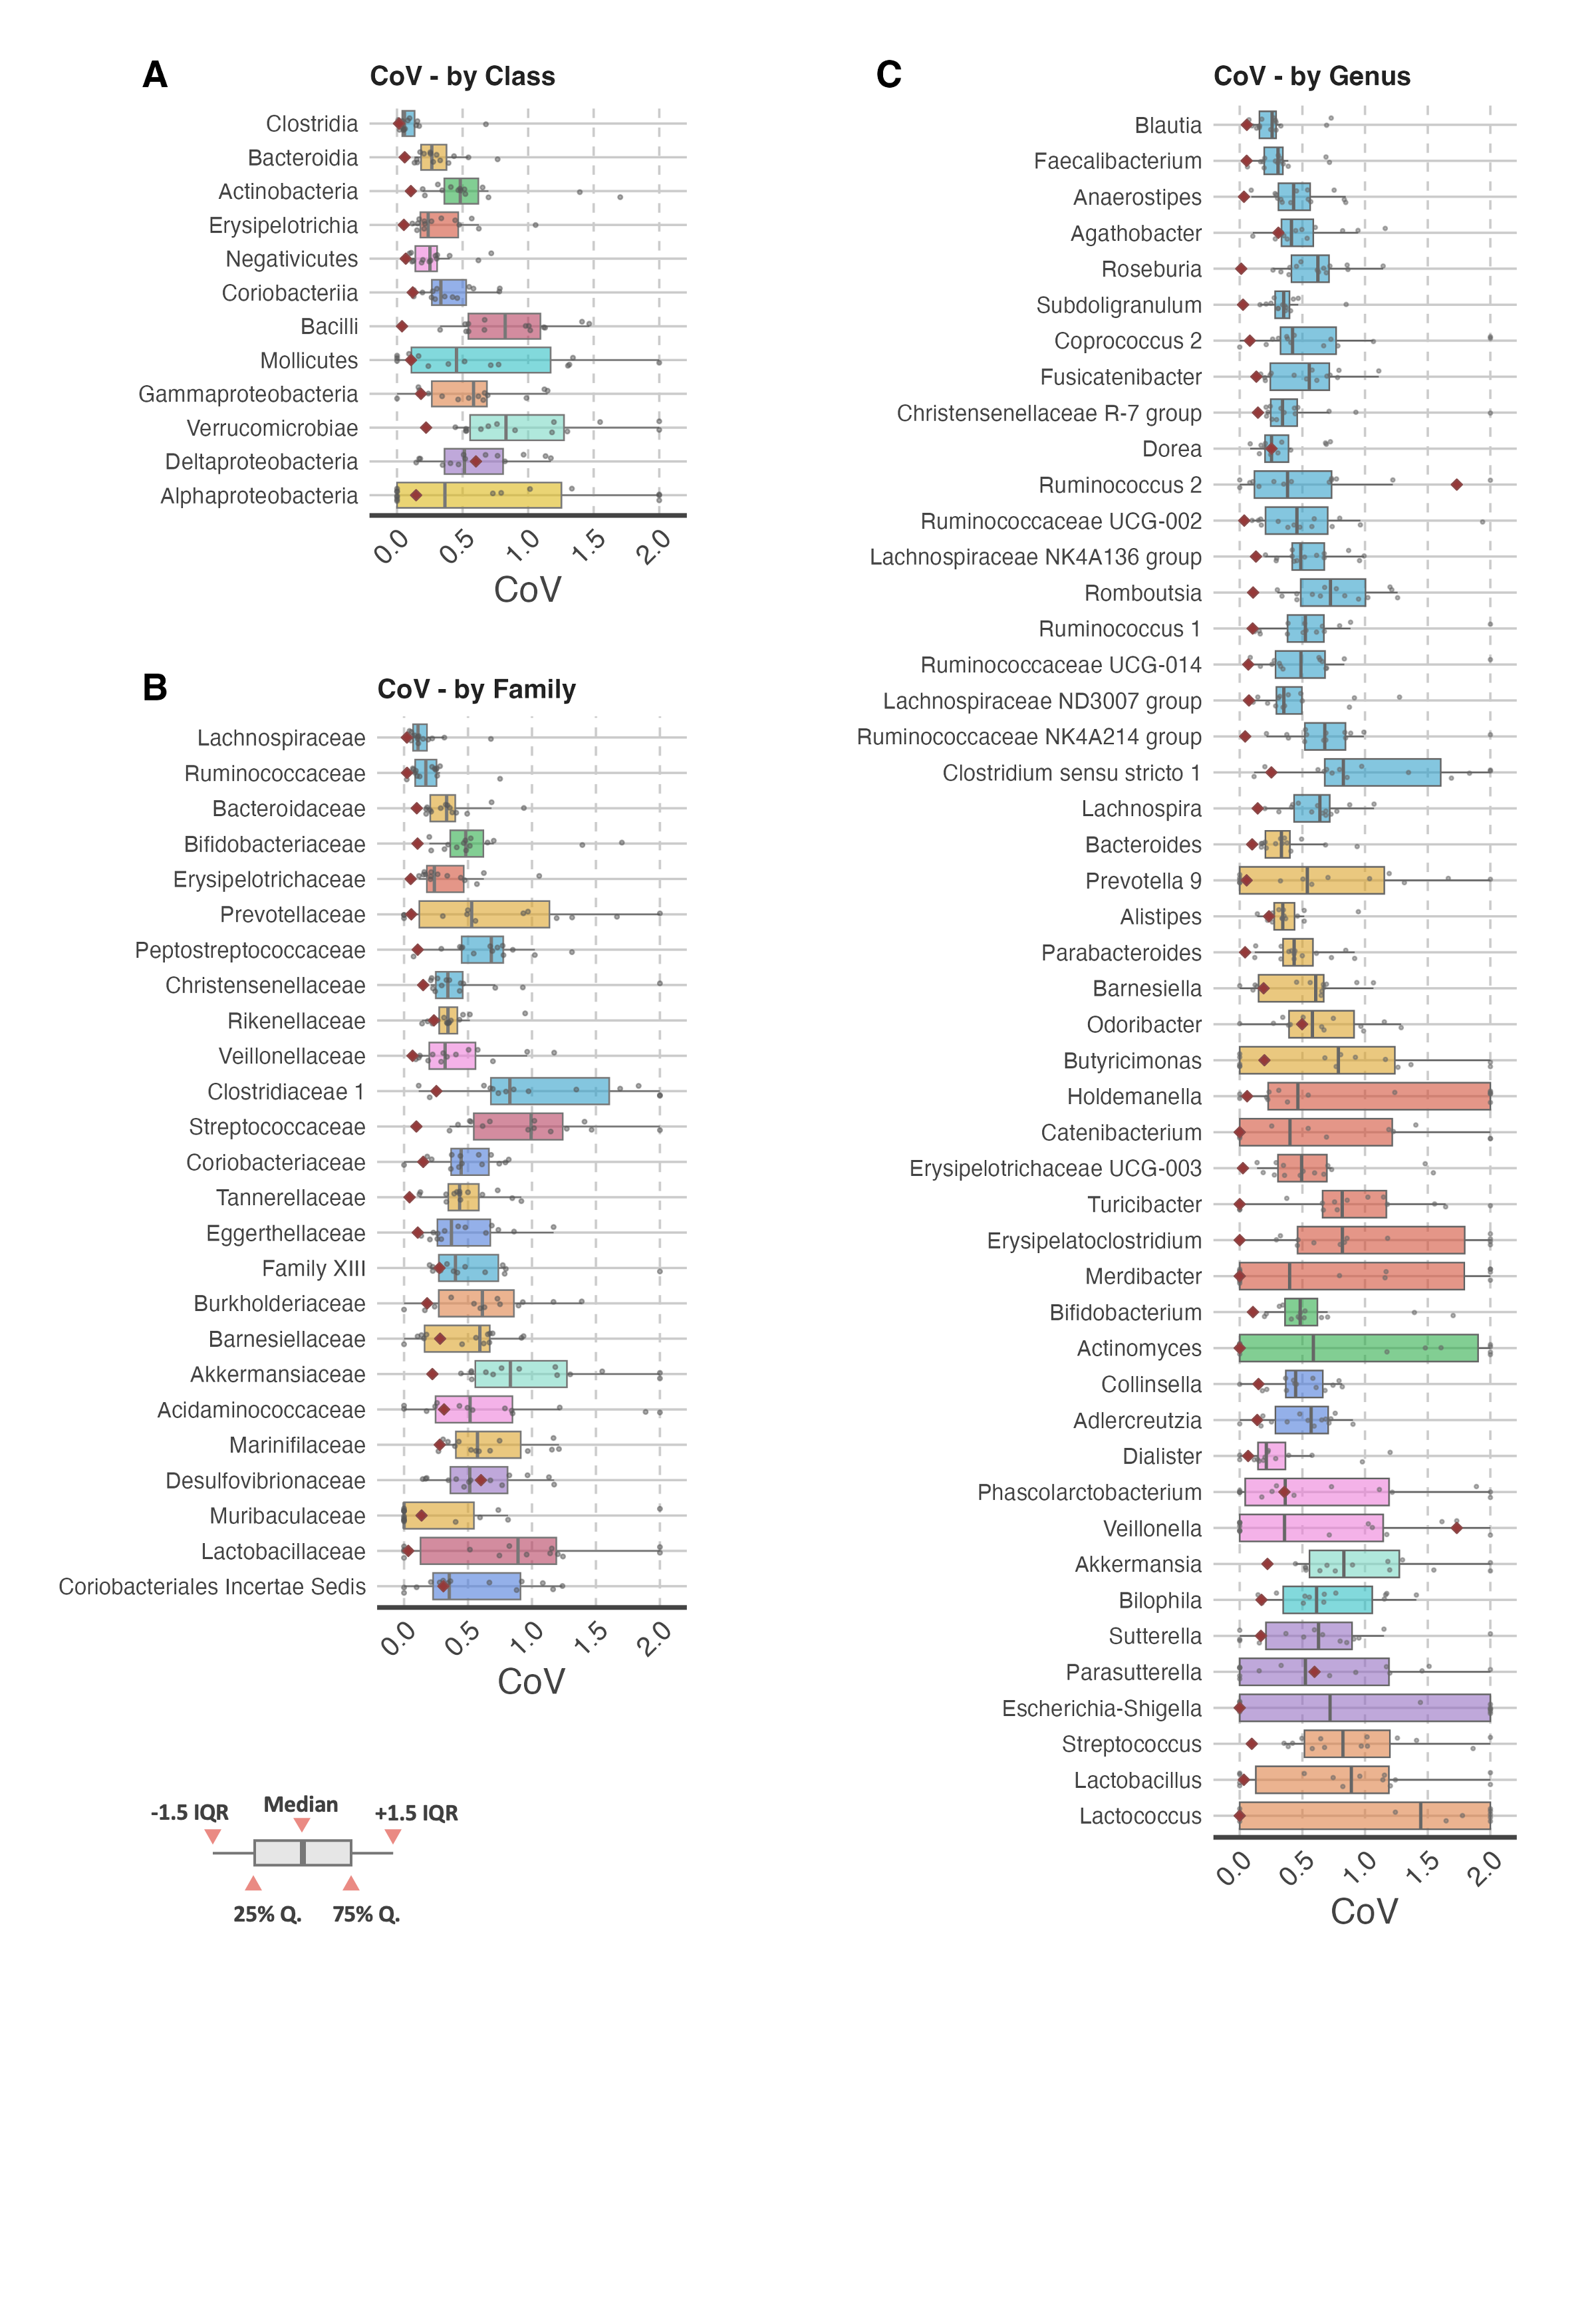 A
CoV - by Class
Clostridia
Bacteroidia
Actinobacteria
Erysipelotrichia
Negativicutes
Coriobacteriia
Bacilli
Mollicutes
Gammaproteobacteria
Verrucomicrobiae
Deltaproteobacteria
Alphaproteobacteria
0.0 0.5 1.0 1.5 2.0
CoV
B
CoV - by Family
Lachnospiraceae
Ruminococcaceae
Bacteroidaceae
Bifidobacteriaceae
Erysipelotrichaceae
Prevotellaceae
Peptostreptococcaceae
Christensenellaceae
Rikenellaceae
Veillonellaceae
Clostridiaceae 1
Streptococcaceae
Coriobacteriaceae
Tannerellaceae
Eggerthellaceae
Family XIII
Burkholderiaceae
Barnesiellaceae
Akkermansiaceae
Acidaminococcaceae
Marinifilaceae
Desulfovibrionaceae
Muribaculaceae
Lactobacillaceae
Coriobacteriales Incertae Sedis
0.0 0.5 1.0 1.5 2.0
CoV
-1.5 IQR Median +1.5 IQR
25% Q. 75% Q.
C
CoV - by Genus
Blautia
Faecalibacterium
Anaerostipes
Agathobacter
Roseburia
Subdoligranulum
Coprococcus 2
Fusicatenibacter
Christensenellaceae R-7 group
Dorea
Ruminococcus 2
Ruminococcaceae UCG-002
Lachnospiraceae NK4A136 group
Romboutsia
Ruminococcus 1
Ruminococcaceae UCG-014
Lachnospiraceae ND3007 group
Ruminococcaceae NK4A214 group
Clostridium sensu stricto 1
Lachnospira
Bacteroides
Prevotella 9
Alistipes
Parabacteroides
Barnesiella
Odoribacter
Butyricimonas
Holdemanella
Catenibacterium
Erysipelotrichaceae UCG-003
Turicibacter
Erysipelatoclostridium
Merdibacter
Bifidobacterium
Actinomyces
Collinsella
Adlercreutzia
Dialister
Phascolarctobacterium
Veillonella
Akkermansia
Bilophila
Sutterella
Parasutterella
Escherichia-Shigella
Streptococcus
Lactobacillus
Lactococcus
0.0 0.5 1.0 1.5 2.0
CoV